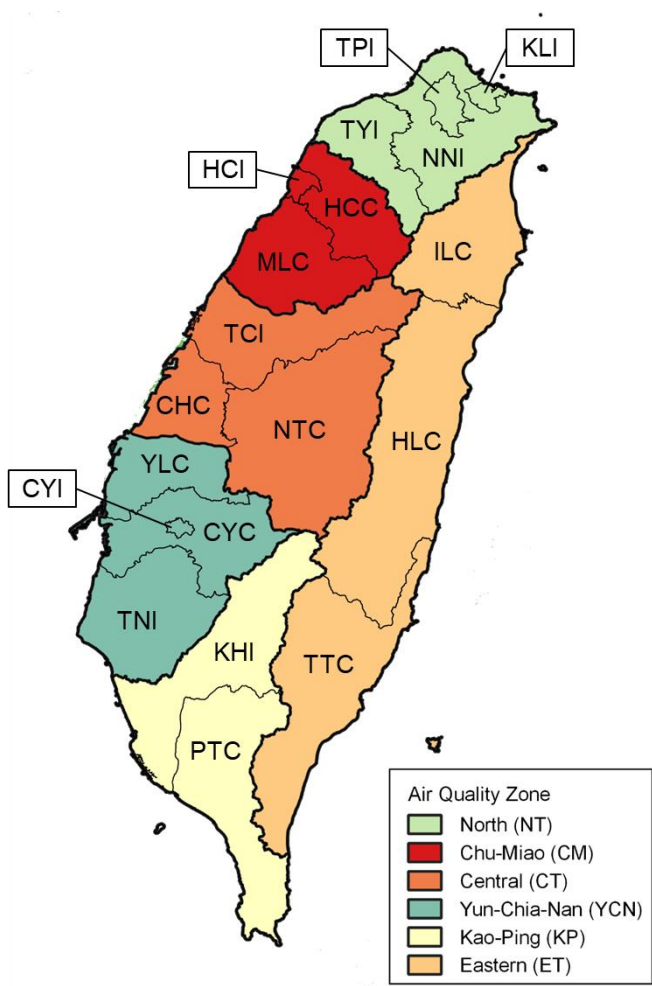 TPI
KLI
TYI
NNI
HCI
HCC
MLC
ILC
TCI
CHC
NTC
HLC
YLC
CYI
CYC
TNI
KHI
TTC
PTC
Air Quality Zone
North (NT)
Chu-Miao (CM)
Central (CT)
Yun-Chia-Nan (YCN)
Kao-Ping (KP)
Eastern (ET)